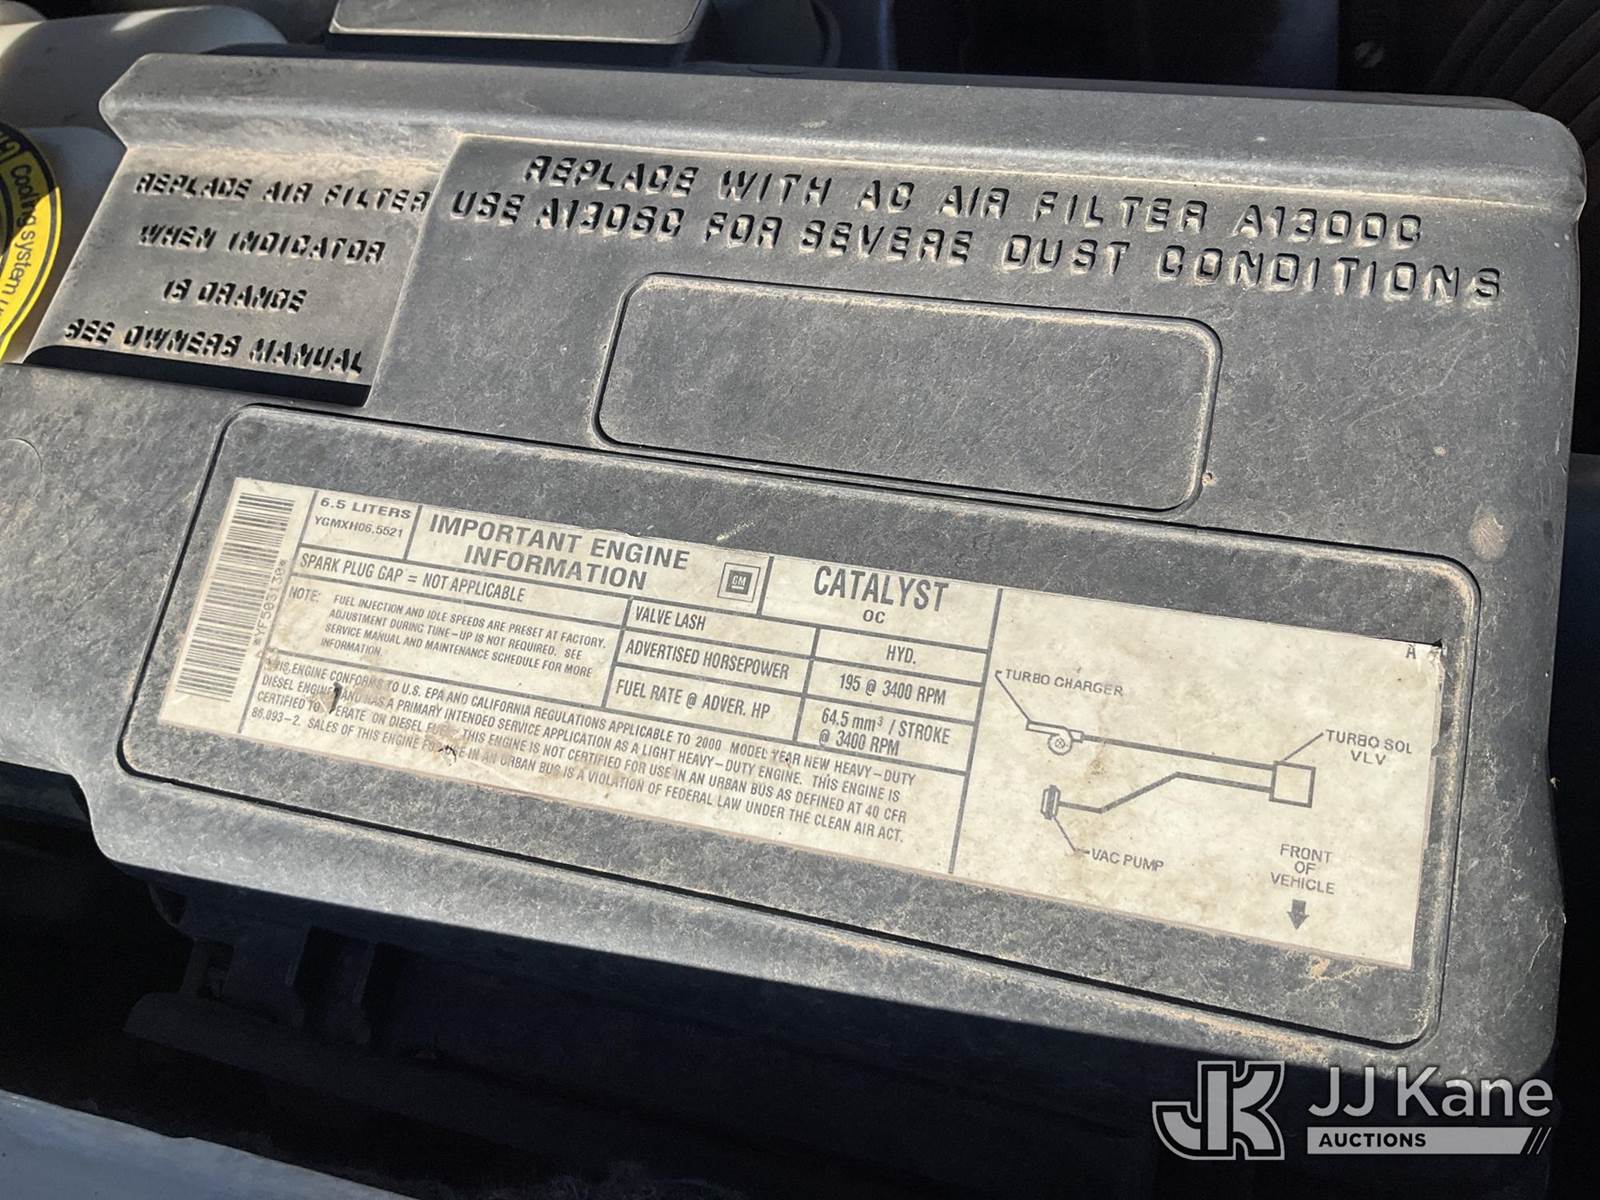 REPLACE AIR FILTER
WHEN INDICATOR
IS ORANGE
SEE OWNERS MANUAL
REPLACE WITH AC AIR FILTER A1300C
USE A1306C FOR SEVERE DUST CONDITIONS
Cooling system
6.5 LITERS
YGMXH06.5521
IMPORTANT ENGINE
INFORMATION
GM
CATALYST
OC
SPARK PLUG GAP = NOT APPLICABLE
NOTE: FUEL INJECTION AND IDLE SPEEDS ARE PRESET AT FACTORY.
ADJUSTMENT DURING TUNE-UP IS NOT REQUIRED. SEE
SERVICE MANUAL AND MAINTENANCE SCHEDULE FOR MORE
INFORMATION.
VALVE LASH
HYD.
ADVERTISED HORSEPOWER
195 @ 3400 RPM
FUEL RATE @ ADVER. HP
64.5 mm³ / STROKE
@ 3400 RPM
THIS ENGINE CONFORMS TO U.S. EPA AND CALIFORNIA REGULATIONS APPLICABLE TO 2000 MODEL YEAR NEW HEAVY-DUTY
DIESEL ENGINES AND HAS A PRIMARY INTENDED SERVICE APPLICATION AS A LIGHT HEAVY-DUTY ENGINE. THIS ENGINE IS
CERTIFIED TO OPERATE ON DIESEL FUEL. THIS ENGINE IS NOT CERTIFIED FOR USE IN AN URBAN BUS AS DEFINED AT 40 CFR
86.093-2. SALES OF THIS ENGINE FOR USE IN AN URBAN BUS IS A VIOLATION OF FEDERAL LAW UNDER THE CLEAN AIR ACT.
TURBO CHARGER
TURBO SOL
VLV
VAC PUMP
FRONT
OF
VEHICLE
JK
JJ Kane
AUCTIONS